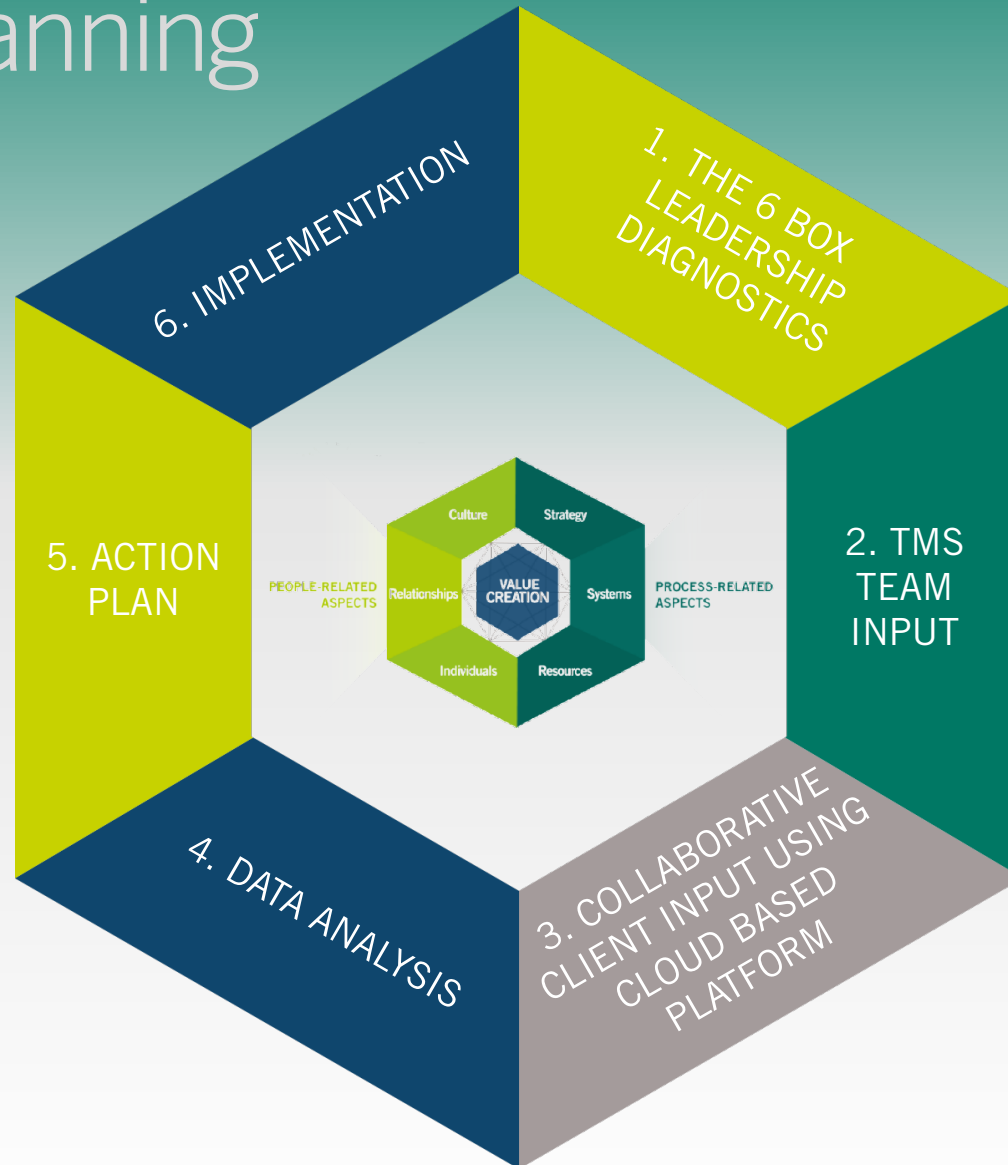 anning
1. THE 6 BOX
LEADERSHIP
DIAGNOSTICS
2. TMS
TEAM
INPUT
3. COLLABORATIVE
CLIENT INPUT USING
CLOUD BASED
PLATFORM
4. DATA ANALYSIS
5. ACTION
PLAN
6. IMPLEMENTATION
Culture
Strategy
PEOPLE-RELATED
ASPECTS
Relationships
VALUE
CREATION
Systems
PROCESS-RELATED
ASPECTS
Individuals
Resources